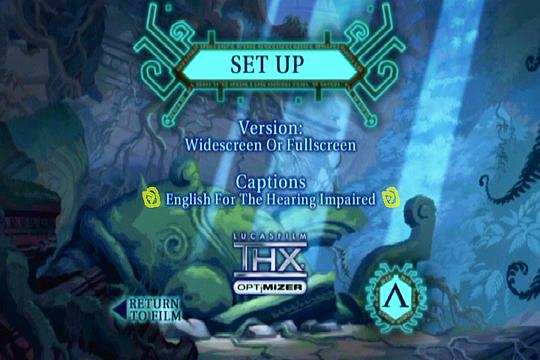 SET UP
Version:
Widescreen Or Fullscreen
Captions
English For The Hearing Impaired
LUCASFILM
THX
OPTIMIZER
RETURN
TO FILM